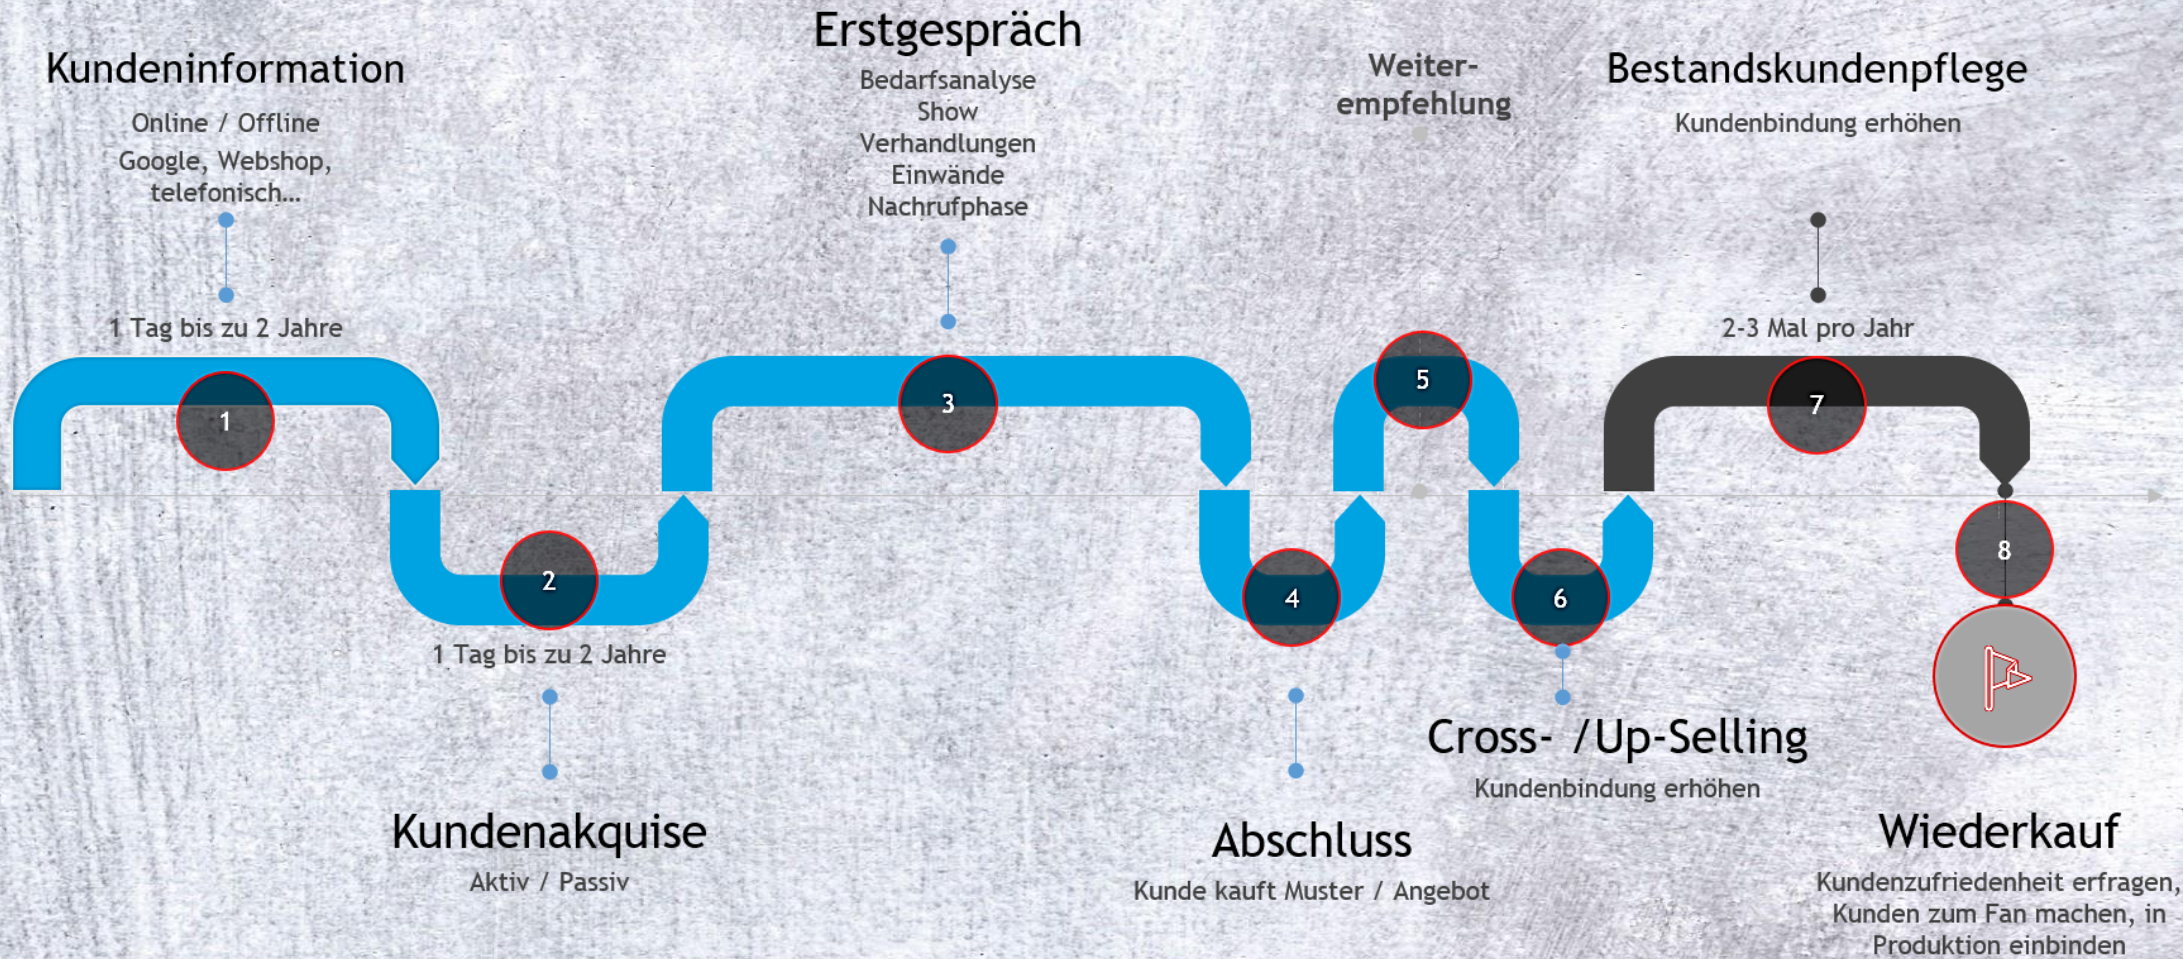 Kundeninformation
Online / Offline
Google, Webshop,
telefonisch...
1 Tag bis zu 2 Jahre
1
2
1 Tag bis zu 2 Jahre
Kundenakquise
Aktiv / Passiv
Erstgespräch
Bedarfsanalyse
Show
Verhandlungen
Einwände
Nachrufphase
3
4
Abschluss
Kunde kauft Muster / Angebot
Weiter-
empfehlung
5
6
Cross- /Up-Selling
Kundenbindung erhöhen
Bestandskundenpflege
Kundenbindung erhöhen
2-3 Mal pro Jahr
7
8
Wiederkauf
Kundenzufriedenheit erfragen,
Kunden zum Fan machen, in
Produktion einbinden